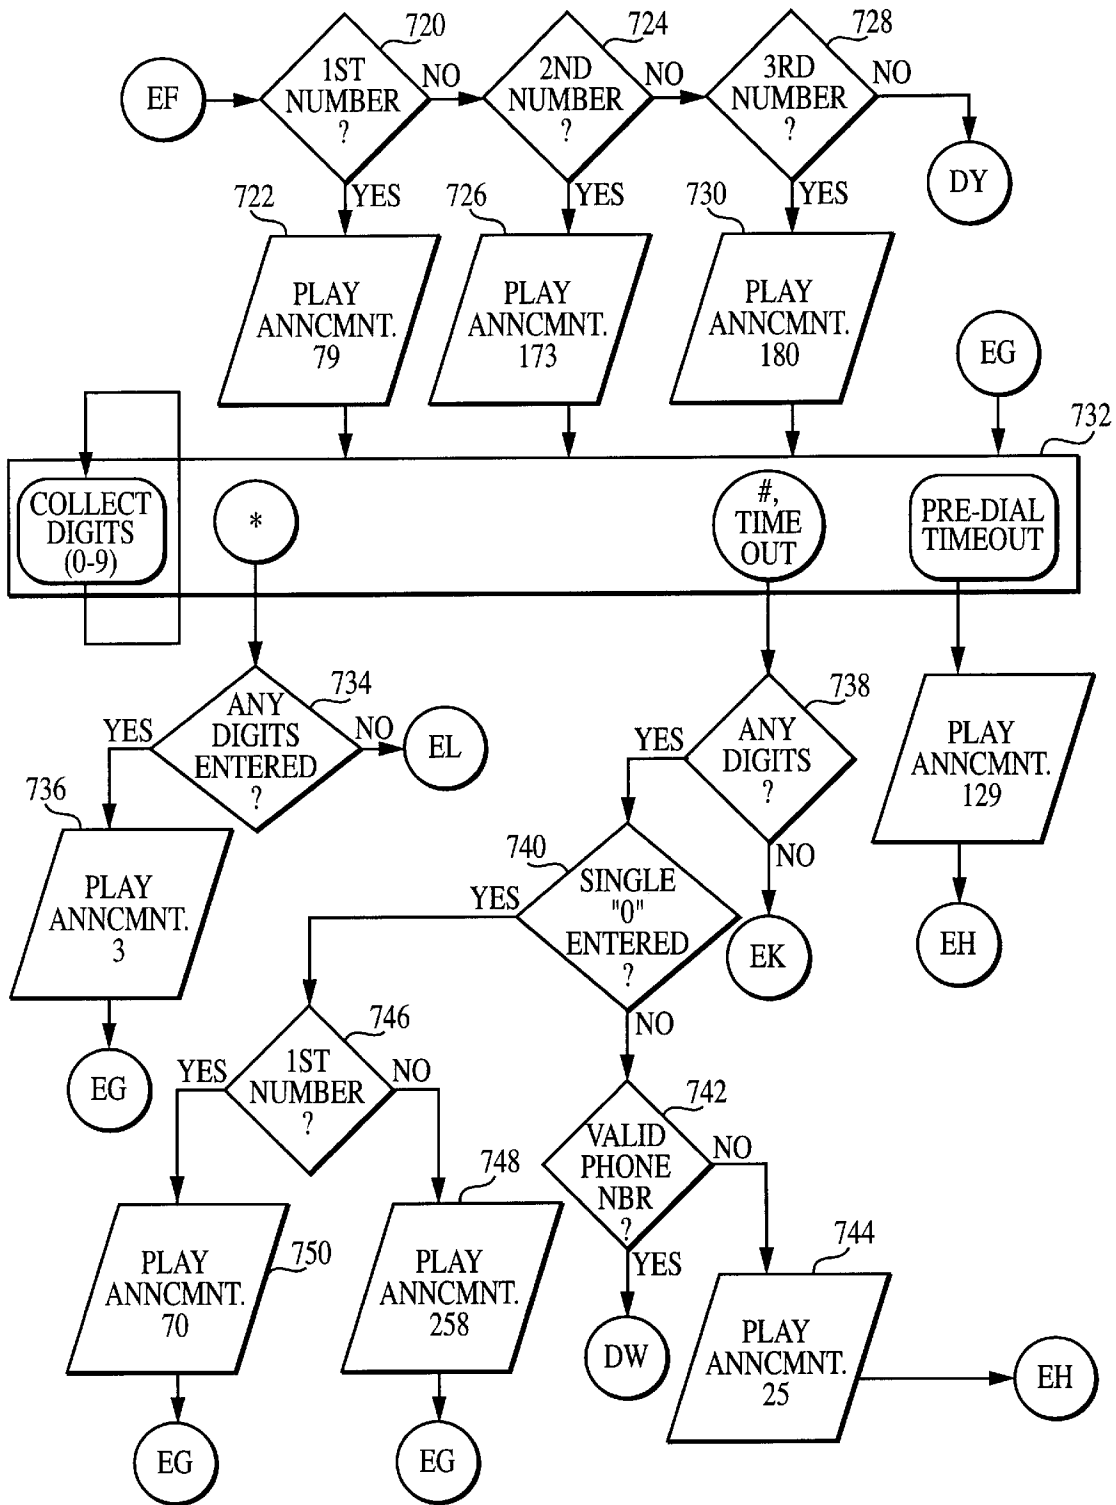 720
724
728
EF
1ST
NUMBER
?
NO
2ND
NUMBER
?
NO
3RD
NUMBER
?
NO
DY
722
YES
726
YES
730
YES
PLAY
ANNCMNT.
79
PLAY
ANNCMNT.
173
PLAY
ANNCMNT.
180
EG
732
COLLECT
DIGITS
(0-9)
*
#,
TIME
OUT
PRE-DIAL
TIMEOUT
734
738
YES
ANY
DIGITS
ENTERED
?
NO
EL
YES
ANY
DIGITS
?
NO
PLAY
ANNCMNT.
129
736
PLAY
ANNCMNT.
3
740
YES
SINGLE
"0"
ENTERED
?
NO
EK
EH
EG
746
YES
1ST
NUMBER
?
NO
742
VALID
PHONE
NBR
?
NO
YES
748
750
744
PLAY
ANNCMNT.
70
PLAY
ANNCMNT.
258
DW
PLAY
ANNCMNT.
25
EH
EG
EG